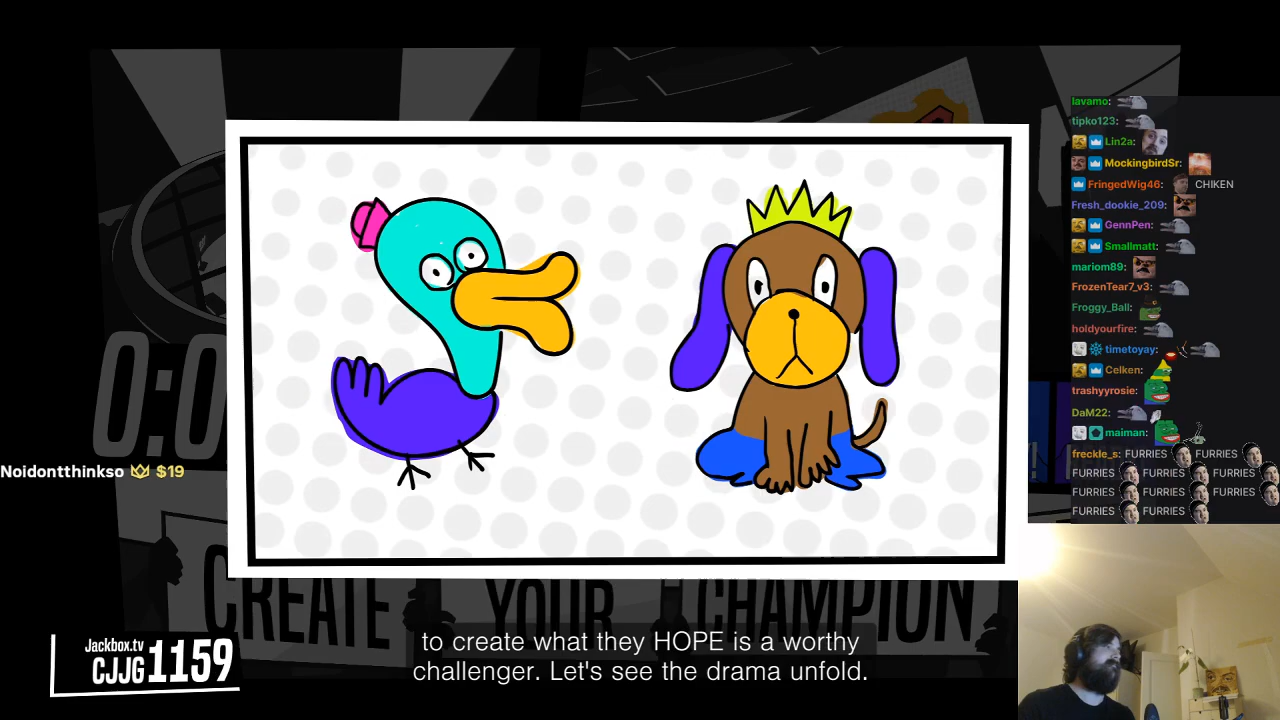 lavamo:
tipko123:
Lin2a:
MockingbirdSr:
FringedWig46: CHIKEN
Fresh_dookie_209:
GennPen:
Smallmatt:
mariom89:
FrozenTear7_v3:
Froggy_Ball:
holdyourfire:
timetoyay:
Celken:
trashyyrosie:
DaM22:
maiman:
freckle_s: FURRIES FURRIES
FURRIES FURRIES FURRIES
FURRIES FURRIES FURRIES
FURRIES FURRIES
0:0
Noidontthinkso $19
CREATE YOUR CHAMPION
to create what they HOPE is a worthy
challenger. Let's see the drama unfold.
Jackbox.tv
CJJG 1159